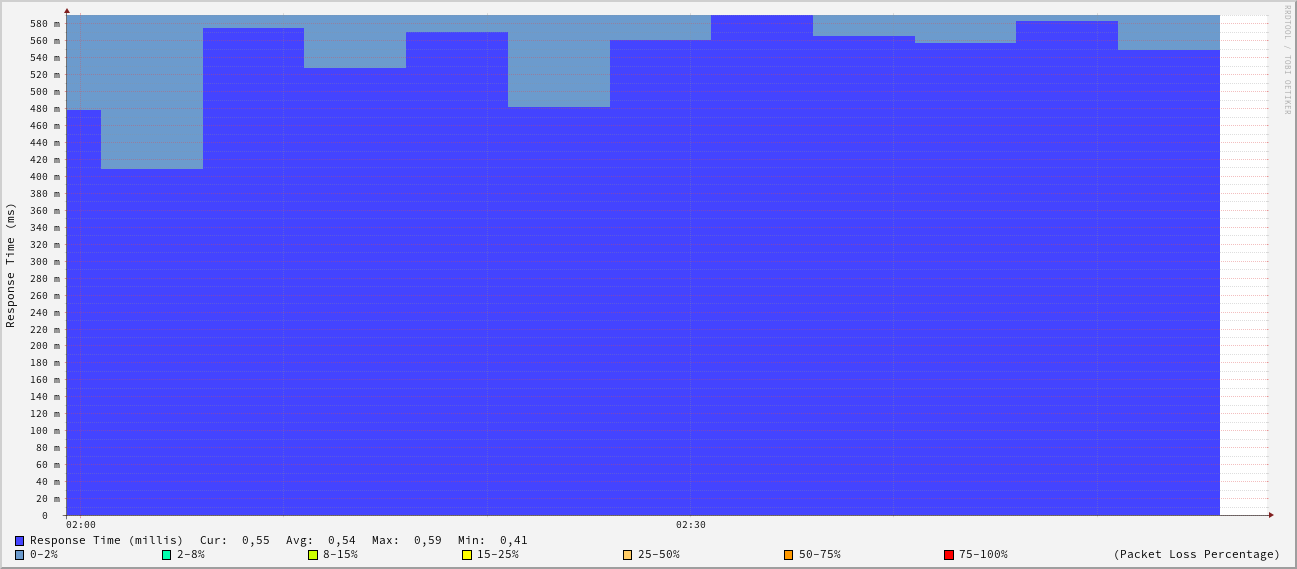 RRDTOOL / TOBI OETIKER
Response Time (ms)
580 m
560 m
540 m
520 m
500 m
480 m
460 m
440 m
420 m
400 m
380 m
360 m
340 m
320 m
300 m
280 m
260 m
240 m
220 m
200 m
180 m
160 m
140 m
120 m
100 m
80 m
60 m
40 m
20 m
0
02:00 02:30
Response Time (millis) Cur: 0,55 Avg: 0,54 Max: 0,59 Min: 0,41
0-2% 2-8% 8-15% 15-25% 25-50% 50-75% 75-100% (Packet Loss Percentage)